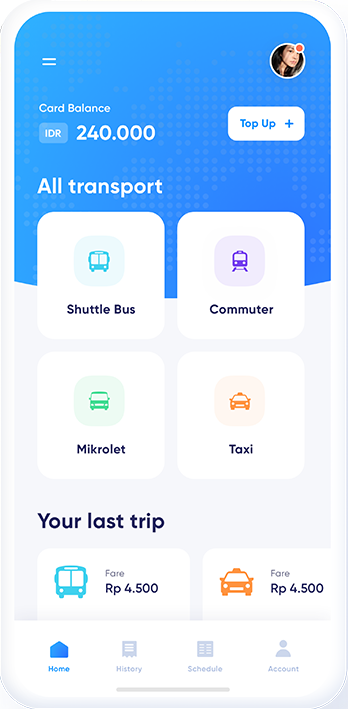 Card Balance
IDR 240.000
Top Up +
All transport
Shuttle Bus
Commuter
Mikrolet
Taxi
Your last trip
Fare
Rp 4.500
Fare
Rp 4.500
Home
History
Schedule
Account